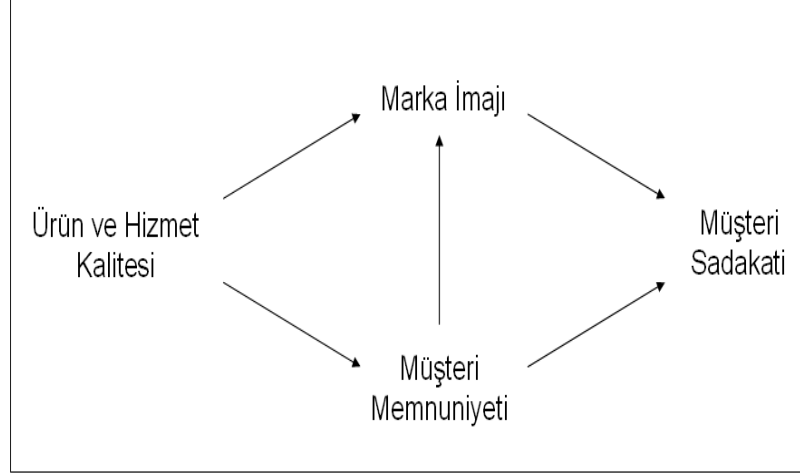 Marka İmajı
Ürün ve Hizmet
Kalitesi
Müşteri
Sadakati
Müşteri
Memnuniyeti